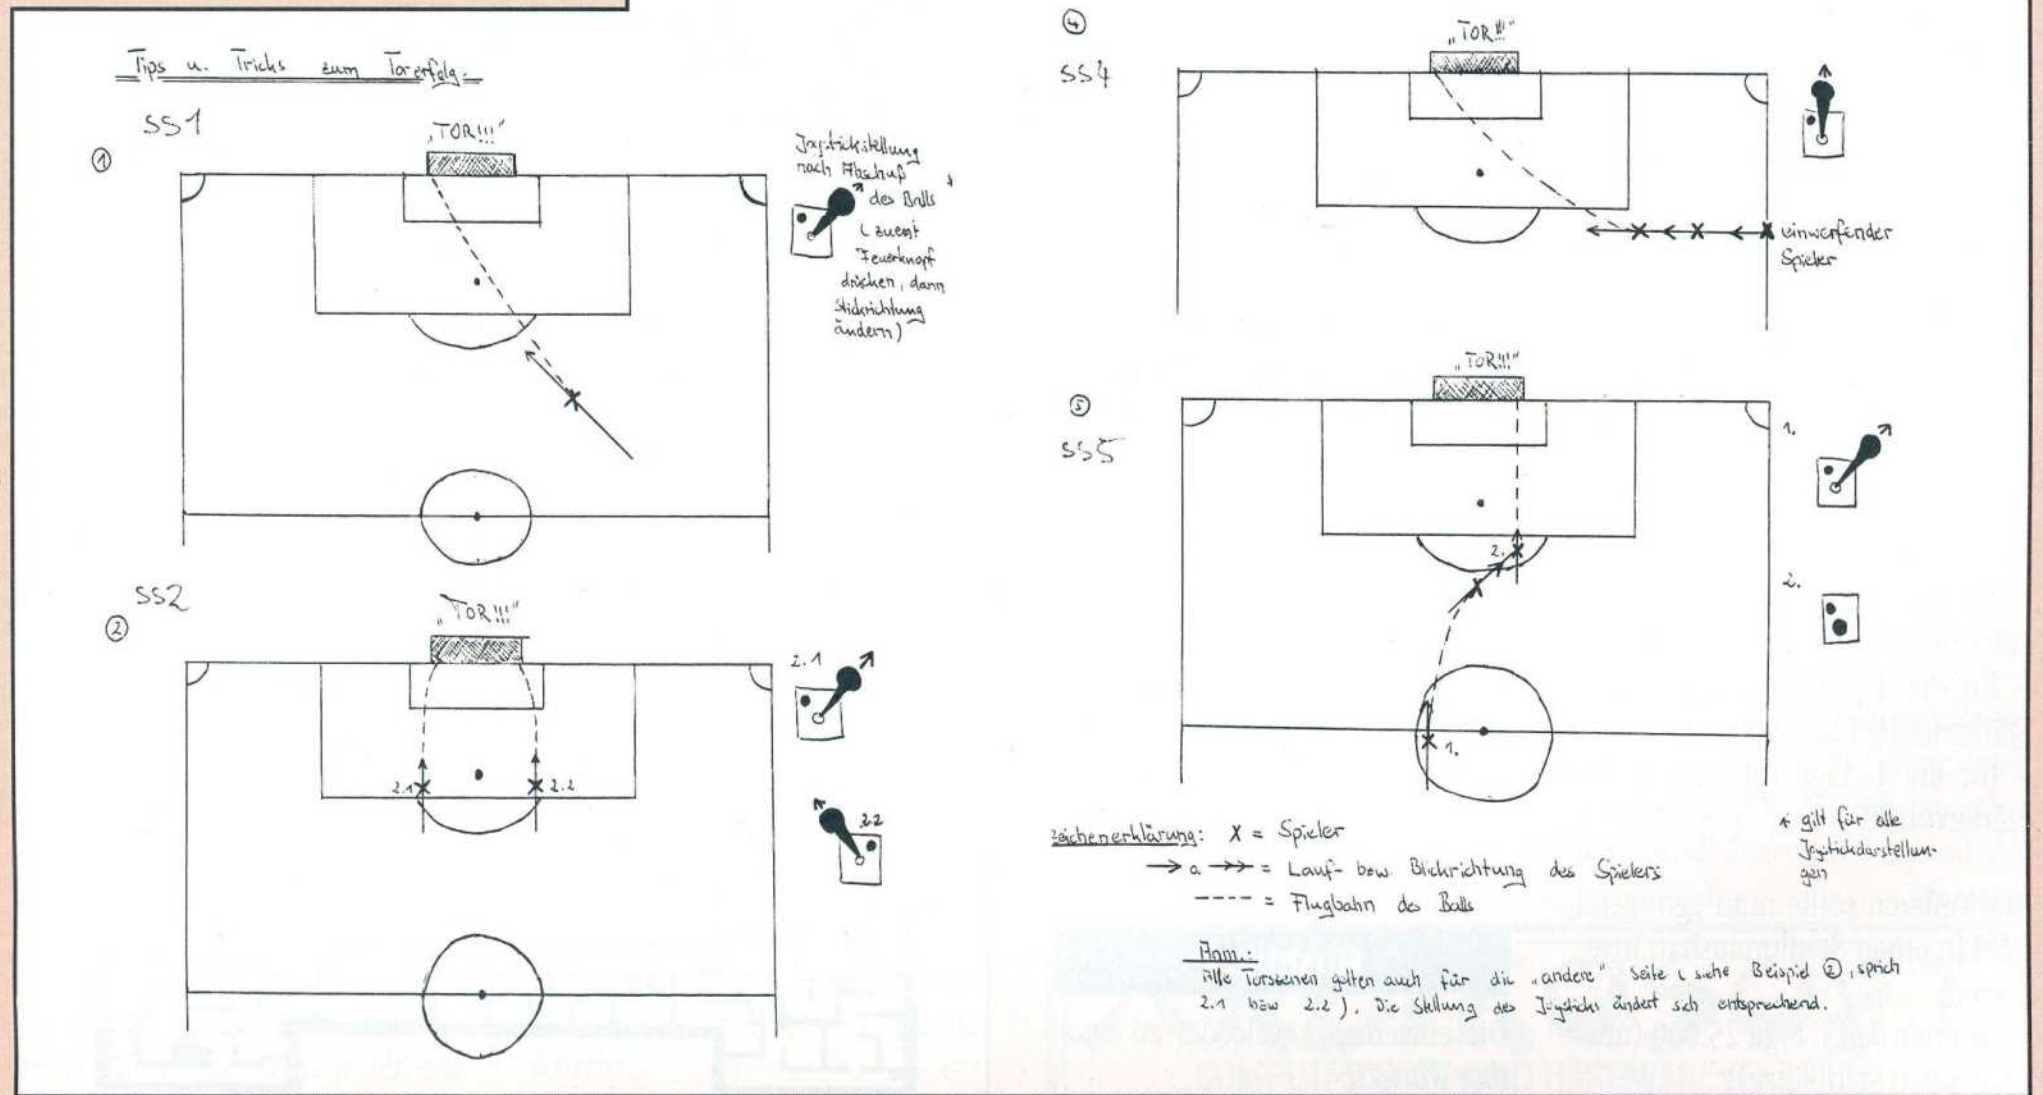 Tips u. Tricks zum Torerfolg:
SS1
①
„TOR!!!"
Joystickstellung
nach Abschuß
des Balls
(zuerst
Feuerknopf
drücken, dann
Stickrichtung
ändern)
SS2
②
„TOR!!!"
2.1
2.2
2.1
2.2
④
SS4
„TOR!!!"
einwerfender
Spieler
⑤
SS5
„TOR!!!"
1.
2.
2.
1.
Zeichenerklärung: X = Spieler
→ o. →→ = Lauf- bzw. Blickrichtung des Spielers
---- = Flugbahn des Balls
* gilt für alle
Joystickdarstellun-
gen
Anm.:
Alle Torszenen gelten auch für die „andere" Seite (siehe Beispiel ②, sprich
2.1 bzw 2.2). Die Stellung des Joysticks ändert sich entsprechend.